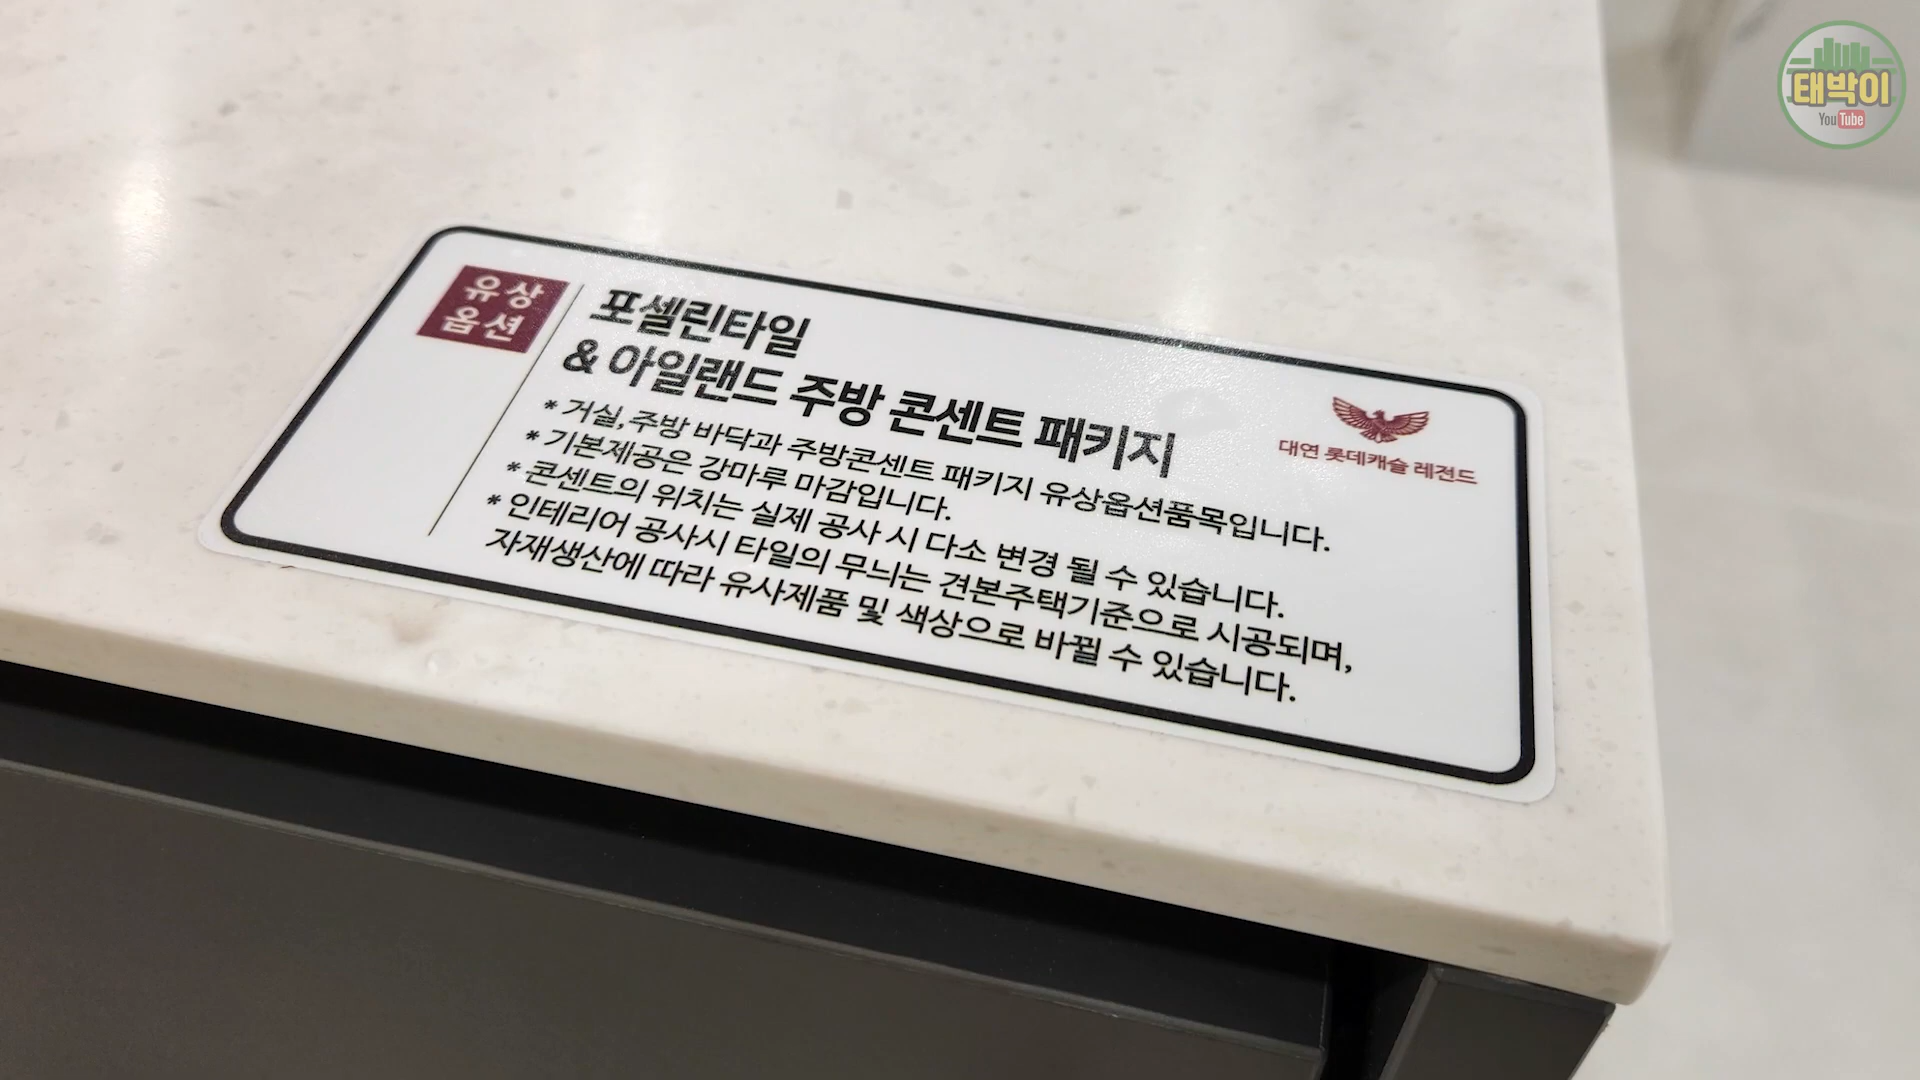 태박이
YouTube
유상
옵션
포셀린타일
& 아일랜드 주방 콘센트 패키지
* 거실, 주방 바닥과 주방콘센트 패키지 유상옵션품목입니다.
* 기본제공은 강마루 마감입니다.
* 콘센트의 위치는 실제 공사 시 다소 변경 될 수 있습니다.
* 인테리어 공사시 타일의 무늬는 견본주택기준으로 시공되며,
자재생산에 따라 유사제품 및 색상으로 바뀔 수 있습니다.
대연 롯데캐슬 레전드